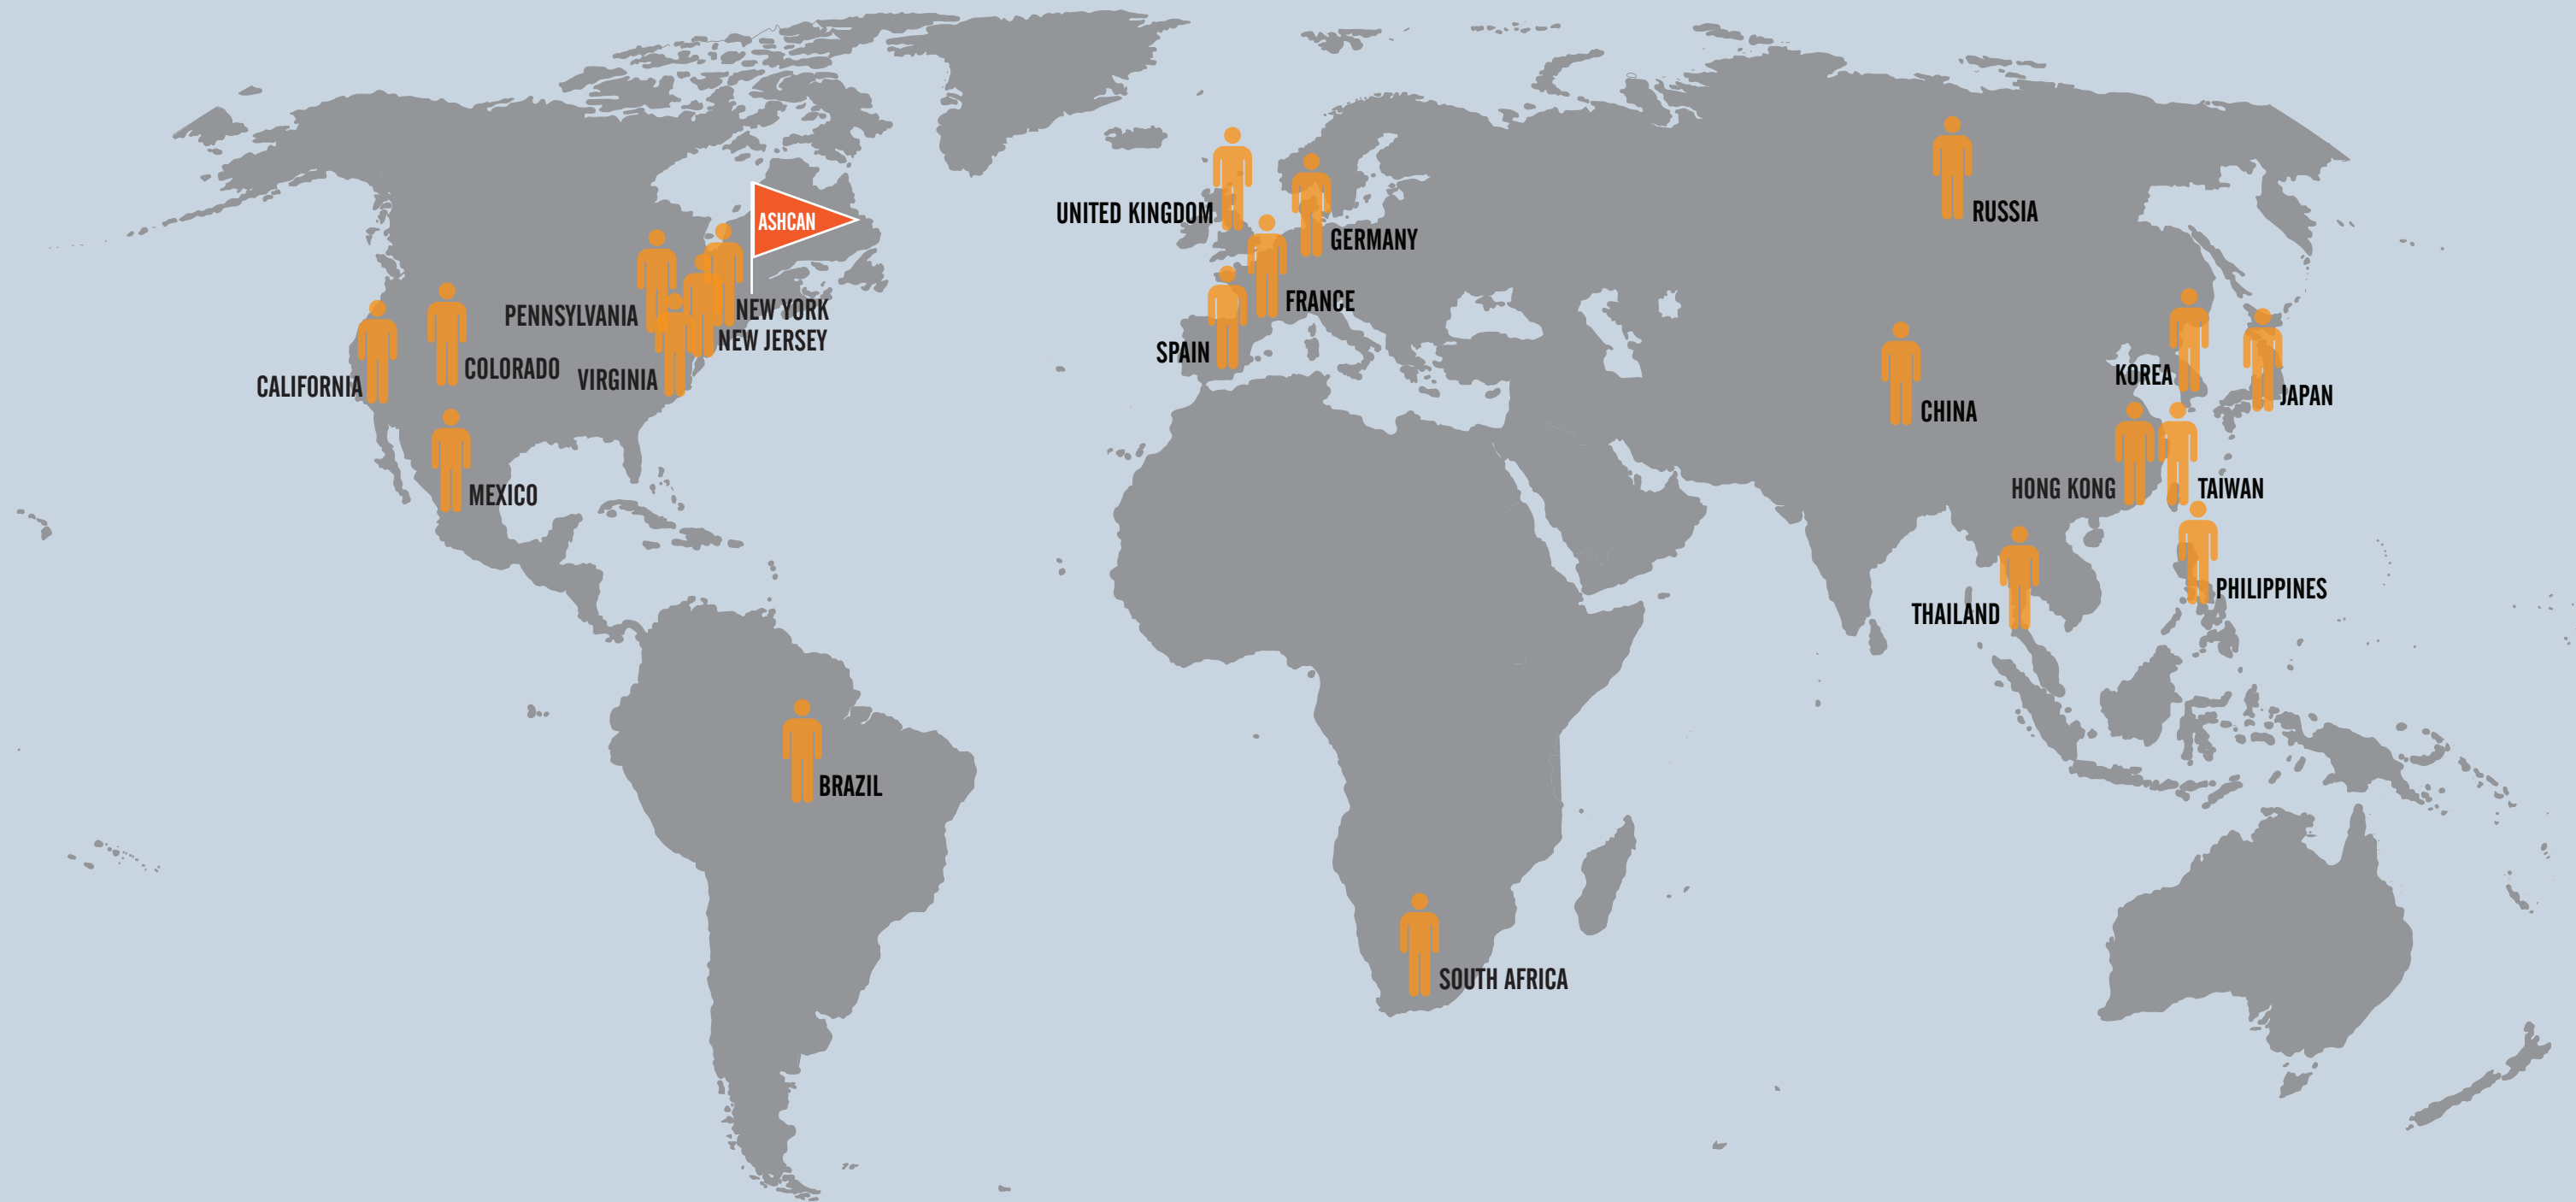 ASHCAN
UNITED KINGDOM
RUSSIA
GERMANY
PENNSYLVANIA
NEW YORK
NEW JERSEY
FRANCE
SPAIN
COLORADO
VIRGINIA
CALIFORNIA
KOREA
JAPAN
CHINA
MEXICO
HONG KONG
TAIWAN
PHILIPPINES
THAILAND
BRAZIL
SOUTH AFRICA